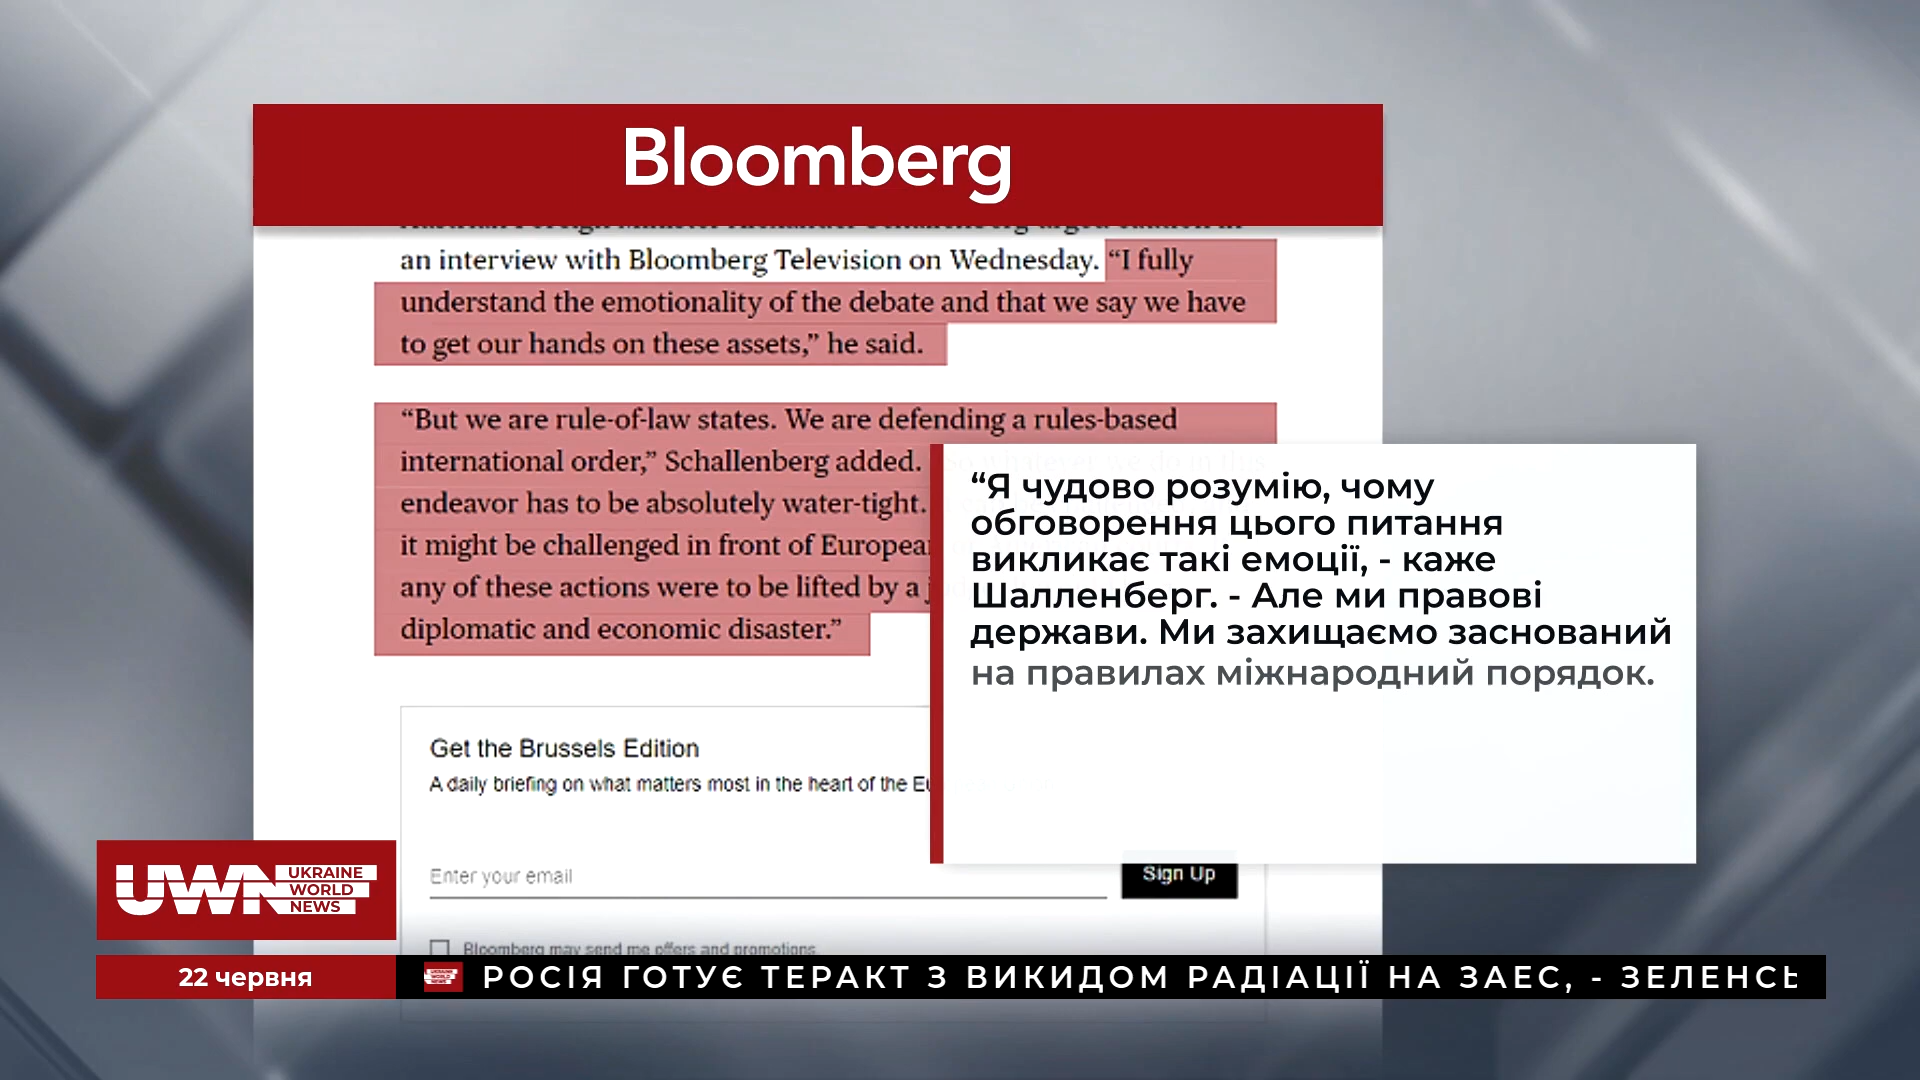 Bloomberg
an interview with Bloomberg Television on Wednesday. “I fully
understand the emotionality of the debate and that we say we have
to get our hands on these assets,” he said.
“But we are rule-of-law states. We are defending a rules-based
international order,” Schallenberg added.
endeavor has to be absolutely water-tight.
it might be challenged in front of
any of these actions were to be lifted by a
diplomatic and economic disaster.”
“Я чудово розумію, чому
обговорення цього питання
викликає такі емоції, - каже
Шалленберг. - Але ми правові
держави. Ми захищаємо заснований
на правилах міжнародний порядок.
Get the Brussels Edition
A daily briefing on what matters most in the heart of the
Enter your email
Sign Up
Bloomberg may send me offers and promotions.
UWN UKRAINE
WORLD
NEWS
22 червня
РОСІЯ ГОТУЄ ТЕРАКТ З ВИКИДОМ РАДІАЦІЇ НА ЗАЕС, -